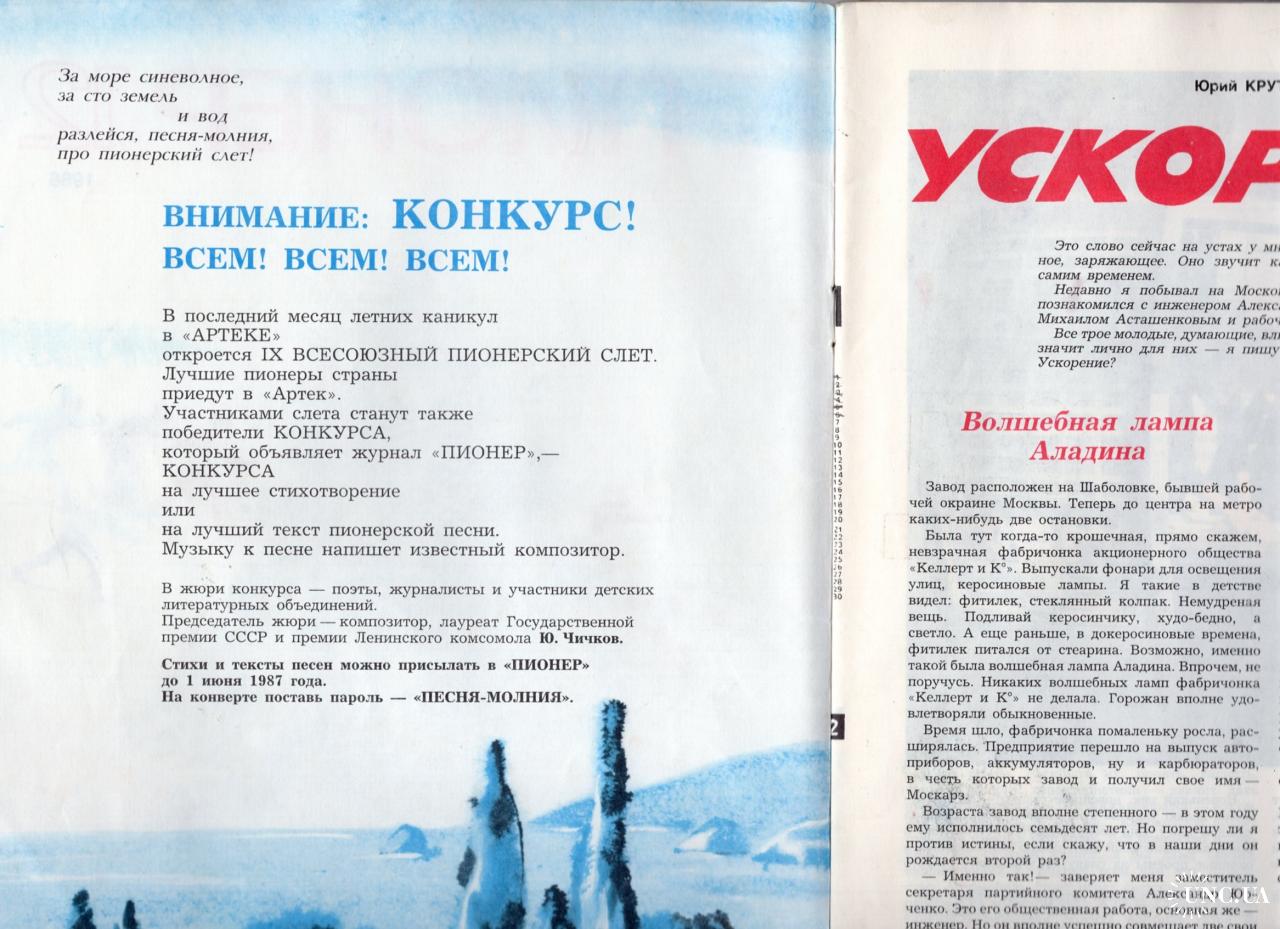 За море синеволное,
за сто земель
и вод
разлейся, песня-молния,
про пионерский слет!
ВНИМАНИЕ: КОНКУРС!
ВСЕМ! ВСЕМ! ВСЕМ!
В последний месяц летних каникул
в «АРТЕКЕ»
откроется IX ВСЕСОЮЗНЫЙ ПИОНЕРСКИЙ СЛЕТ.
Лучшие пионеры страны
приедут в «Артек».
Участниками слета станут также
победители КОНКУРСА,
который объявляет журнал «ПИОНЕР»,—
КОНКУРСА
на лучшее стихотворение
или
на лучший текст пионерской песни.
Музыку к песне напишет известный композитор.
В жюри конкурса — поэты, журналисты и участники детских
литературных объединений.
Председатель жюри — композитор, лауреат Государственной
премии СССР и премии Ленинского комсомола Ю. Чичков.
Стихи и тексты песен можно присылать в «ПИОНЕР»
до 1 июня 1987 года.
На конверте поставь пароль — «ПЕСНЯ-МОЛНИЯ».
2
Юрий КРУТ
УСКОР
Это слово сейчас на устах у
ное, заряжающее. Оно звучит
самим временем.
Недавно я побывал на
познакомился с инженером
Михаилом Асташенковым и
Все трое молодые, думающие,
значит лично для них — я пишу
Ускорение?
Волшебная лампа
Аладина
Завод расположен на Шаболовке, бывшей рабо-
чей окраине Москвы. Теперь до центра на метро
каких-нибудь две остановки.
Была тут когда-то крошечная, прямо скажем,
невзрачная фабричонка акционерного общества
«Келлерт и К°». Выпускали фонари для освещения
улиц, керосиновые лампы. Я такие в детстве
видел: фитилек, стеклянный колпак. Немудреная
вещь. Подливай керосинчику, худо-бедно, а
светло. А еще раньше, в докеросиновые времена,
фитилек питался от стеарина. Возможно, именно
такой была волшебная лампа Аладина. Впрочем, не
поручусь. Никаких волшебных ламп фабричонка
«Келлерт и К°» не делала. Горожан вполне удо-
влетворяли обыкновенные.
Время шло, фабричонка помаленьку росла, рас-
ширялась. Предприятие перешло на выпуск авто-
приборов, аккумуляторов, ну и карбюраторов,
в честь которых завод и получил свое имя —
Москарз.
Возраста завод вполне степенного — в этом году
ему исполнилось семьдесят лет. Но погрешу ли я
против истины, если скажу, что в наши дни он
рождается второй раз?
— Именно так! — заверяет меня заместитель
секретаря партийного комитета Александр Юр-
ченко. Это его общественная работа, основная же —
инженер. Но он вполне успешно совмещает две свои
UNC.UA